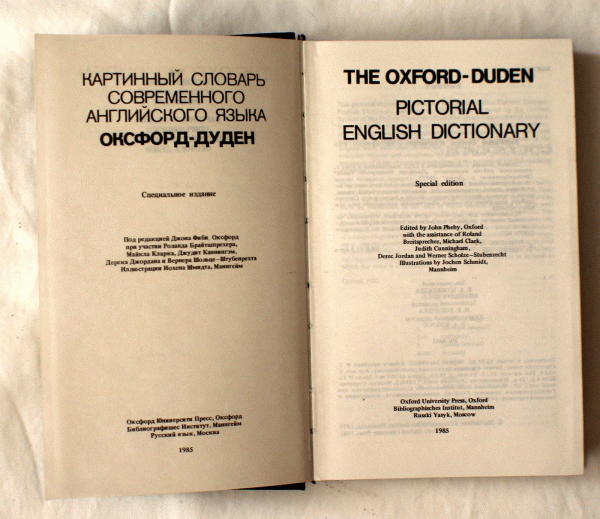 КАРТИННЫЙ СЛОВАРЬ
СОВРЕМЕННОГО
АНГЛИЙСКОГО ЯЗЫКА
ОКСФОРД-ДУДЕН
Специальное издание
Под редакцией Джона Фиби, Оксфорд
при участии Роланда Брайтшпрехера,
Майкла Кларка, Джудит Каннингэм,
Дерека Джордана и Вернера Шольце—Штубенрехта
Иллюстрации Иохена Шмидта, Маннгейм
Оксфорд Юниверсити Пресс, Оксфорд
Библиографишес Институт, Маннгейм
Русский язык, Москва
1985
THE OXFORD-DUDEN
PICTORIAL
ENGLISH DICTIONARY
Special edition
Edited by John Pheby, Oxford
with the assistance of Roland
Breitsprecher, Michael Clark,
Judith Cunningham,
Derec Jordan and Werner Scholze—Stubenrecht
Illustrations by Jochen Schmidt,
Mannheim
Oxford University Press, Oxford
Bibliographisches Institut, Mannheim
Russki Yazyk, Moscow
1985